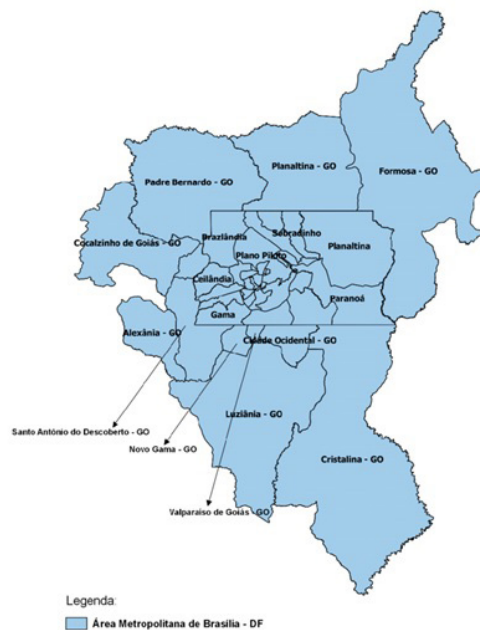 Planaltina - GO
Formosa - GO
Padre Bernardo - GO
Cocalzinho de Goiás - GO
Brazlândia
Sobradinho
Planaltina
Plano Piloto
Ceilândia
Paranoá
Gama
Alexânia - GO
Cidade Ocidental - GO
Luziânia - GO
Santo António do Descoberto - GO
Novo Gama - GO
Cristalina - GO
Valparaiso de Goiás - GO
Legenda:
Área Metropolitana de Brasília - DF